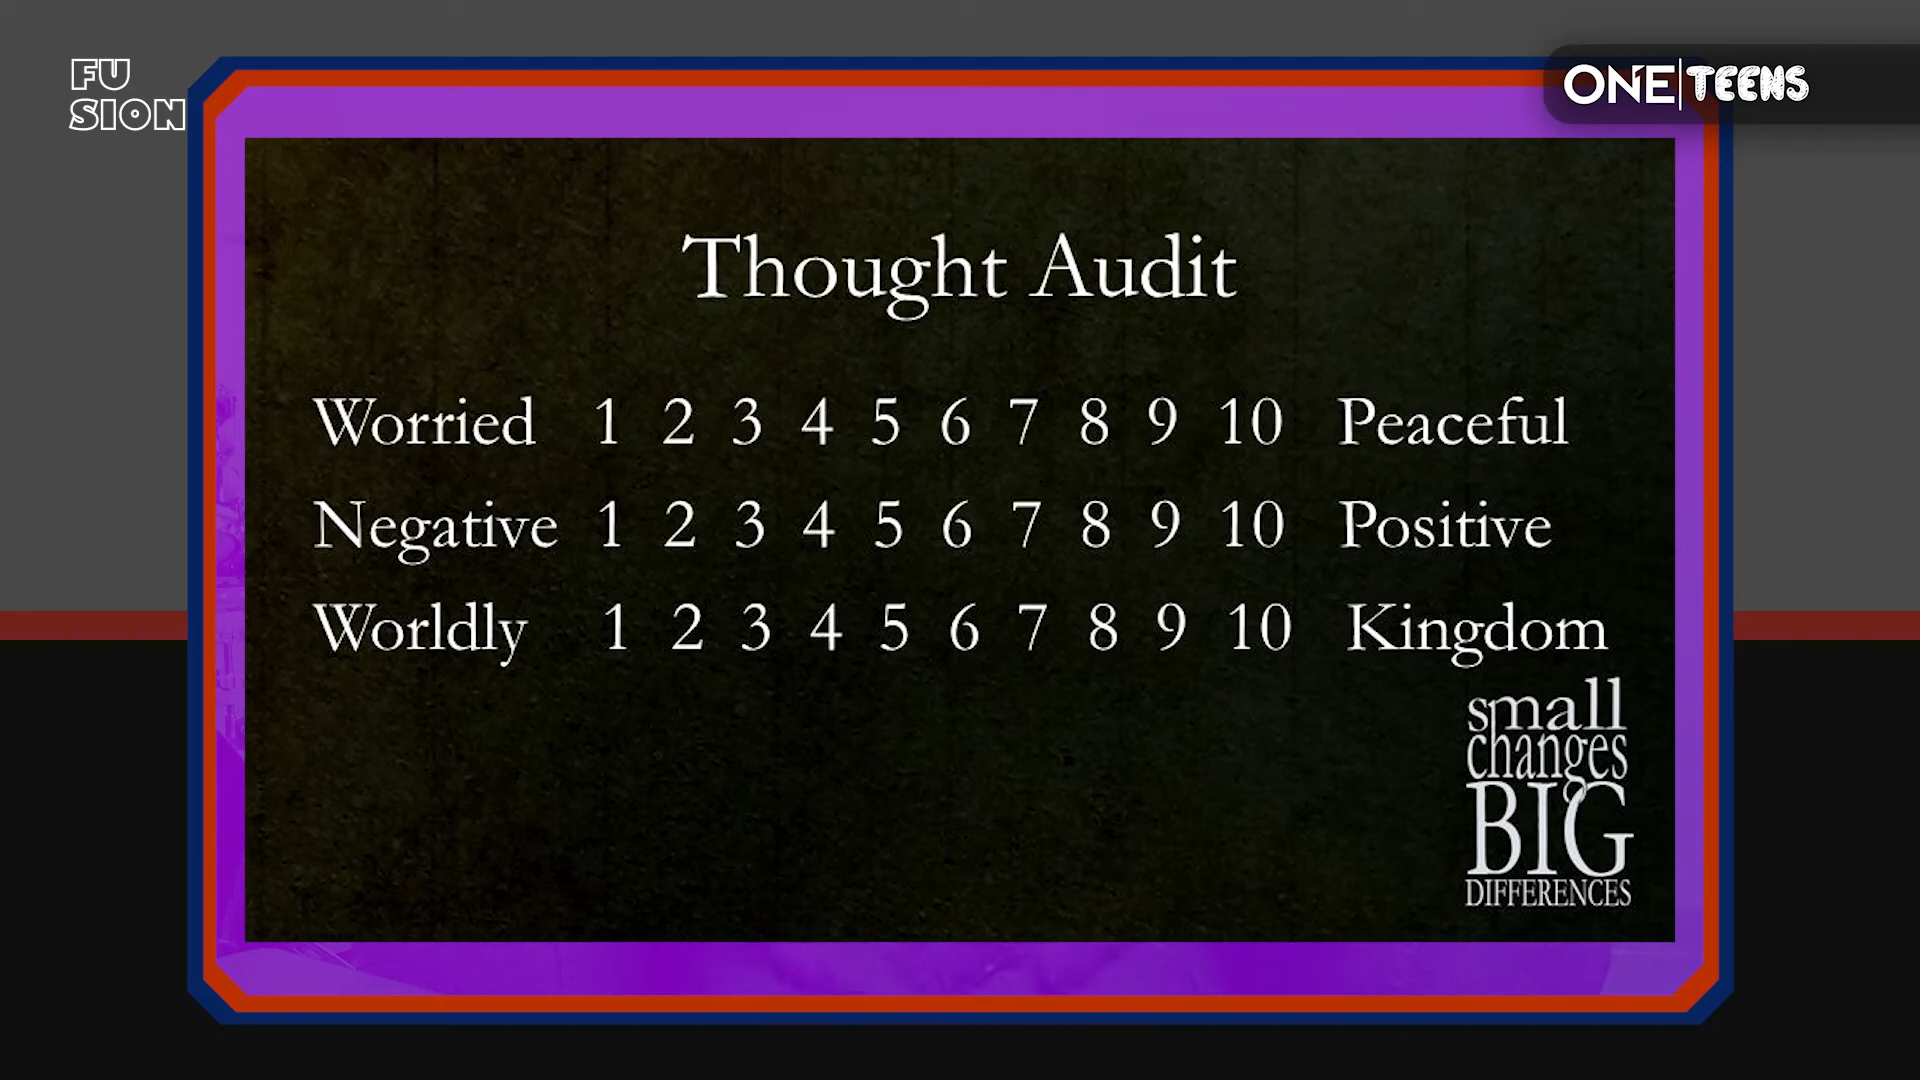 FU
SION
ONE|TEENS
Thought Audit
Worried 1 2 3 4 5 6 7 8 9 10 Peaceful
Negative 1 2 3 4 5 6 7 8 9 10 Positive
Worldly 1 2 3 4 5 6 7 8 9 10 Kingdom
small
changes
BIG
DIFFERENCES